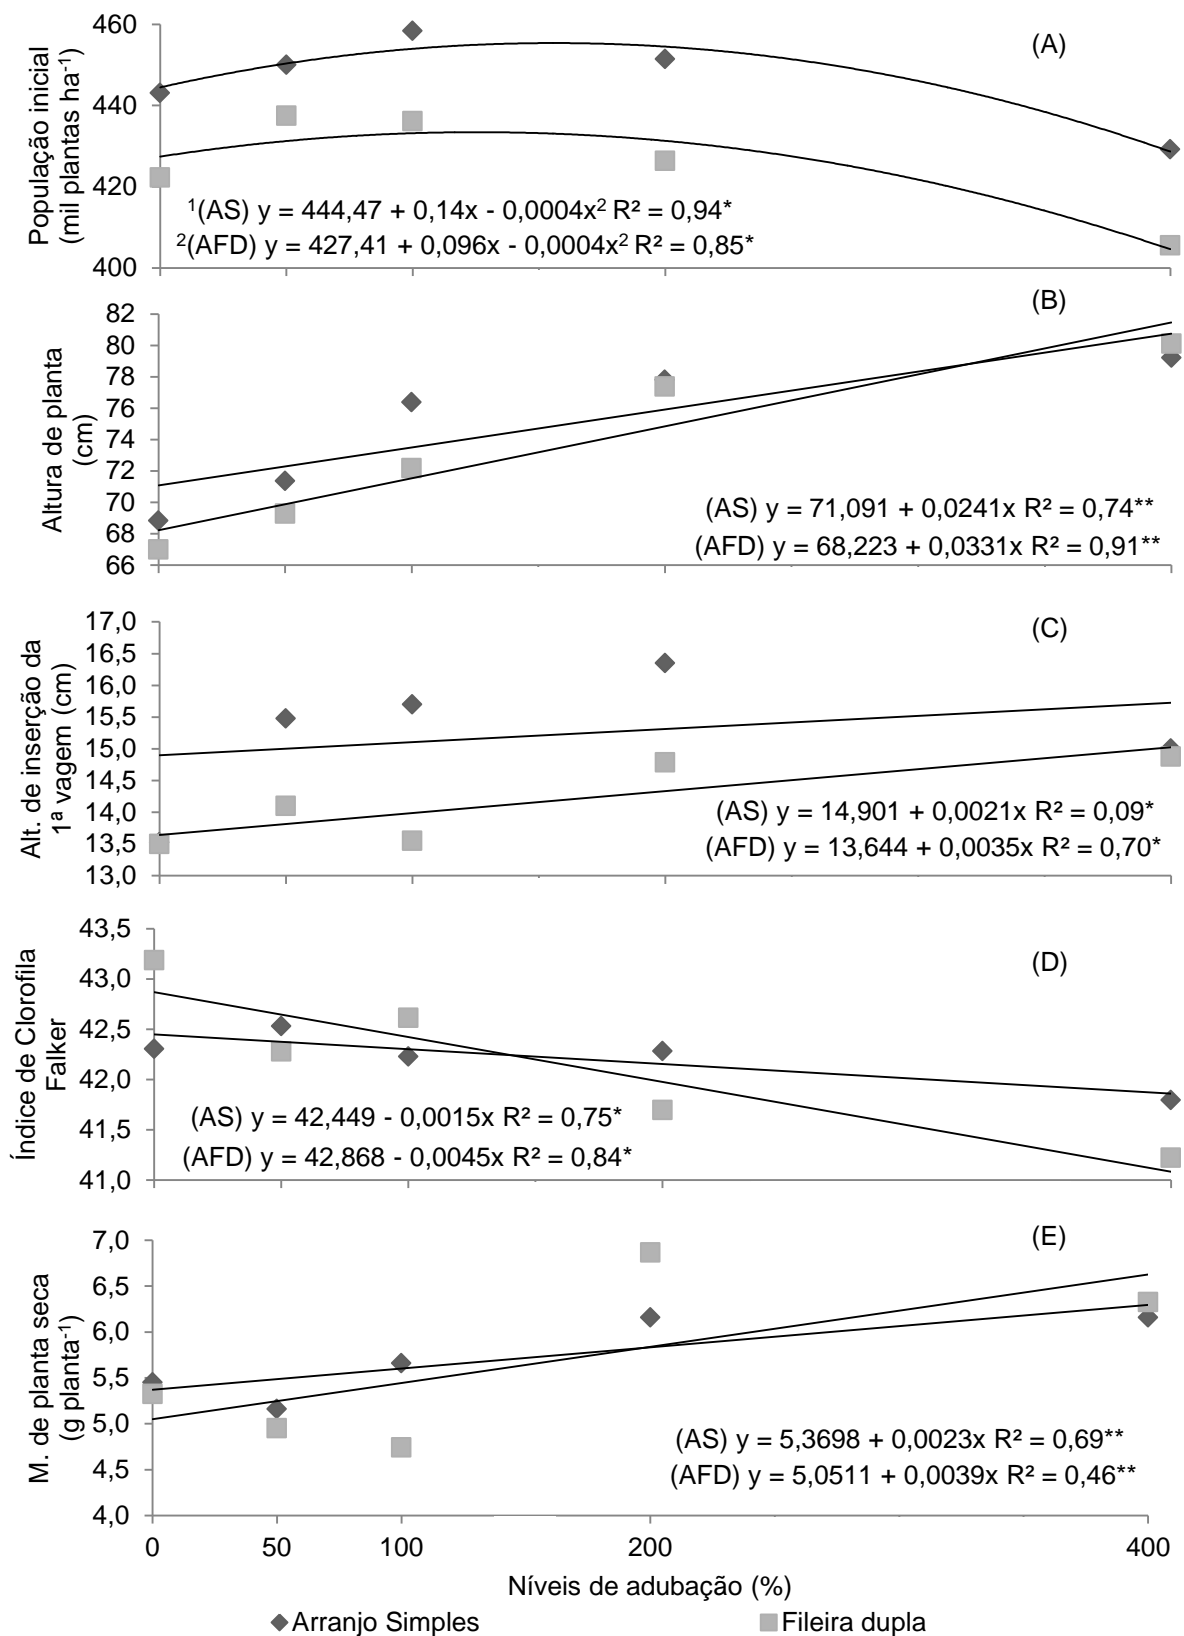 460
440
420
400
População inicial
(mil plantas ha-1)
(A)
1(AS) y = 444,47 + 0,14x - 0,0004x2 R² = 0,94*
2(AFD) y = 427,41 + 0,096x - 0,0004x2 R² = 0,85*
82
80
78
76
74
72
70
68
66
Altura de planta
(cm)
(B)
(AS) y = 71,091 + 0,0241x R² = 0,74**
(AFD) y = 68,223 + 0,0331x R² = 0,91**
17,0
16,5
16,0
15,5
15,0
14,5
14,0
13,5
13,0
Alt. de inserção da
1ª vagem (cm)
(C)
(AS) y = 14,901 + 0,0021x R² = 0,09*
(AFD) y = 13,644 + 0,0035x R² = 0,70*
43,5
43,0
42,5
42,0
41,5
41,0
Índice de Clorofila
Falker
(D)
(AS) y = 42,449 - 0,0015x R² = 0,75*
(AFD) y = 42,868 - 0,0045x R² = 0,84*
7,0
6,5
6,0
5,5
5,0
4,5
4,0
M. de planta seca
(g planta-1)
(E)
(AS) y = 5,3698 + 0,0023x R² = 0,69**
(AFD) y = 5,0511 + 0,0039x R² = 0,46**
0 50 100 200 400
Níveis de adubação (%)
Arranjo Simples Fileira dupla